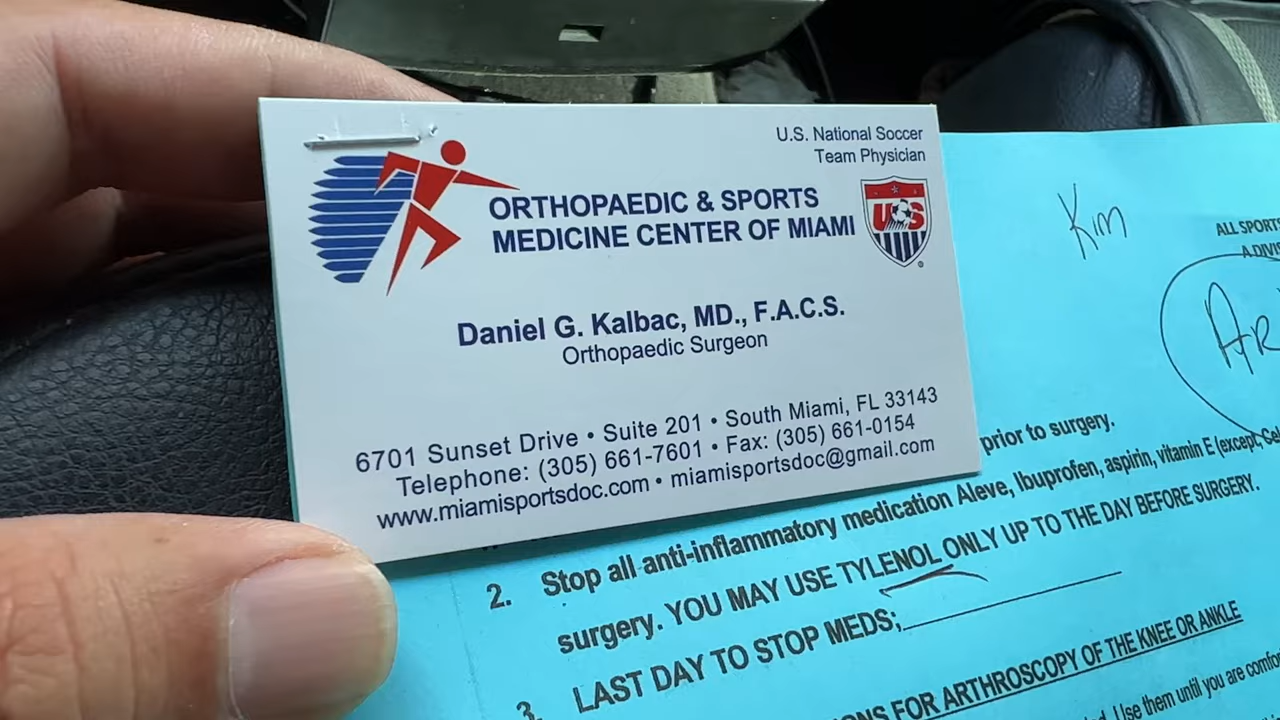 U.S. National Soccer
Team Physician
ORTHOPAEDIC & SPORTS
MEDICINE CENTER OF MIAMI
US
®
Daniel G. Kalbac, MD., F.A.C.S.
Orthopaedic Surgeon
6701 Sunset Drive • Suite 201 • South Miami, FL 33143
Telephone: (305) 661-7601 • Fax: (305) 661-0154
www.miamisportsdoc.com • miamisportsdoc@gmail.com
Kim
ALL SPORT
A DIVIS
prior to surgery.
2. Stop all anti-inflammatory medication Aleve, Ibuprofen, aspirin, vitamin E (except
surgery. YOU MAY USE TYLENOL ONLY UP TO THE DAY BEFORE SURGERY.
LAST DAY TO STOP MEDS;
3.
FOR ARTHROSCOPY OF THE KNEE OR ANKLE
Use them until you are